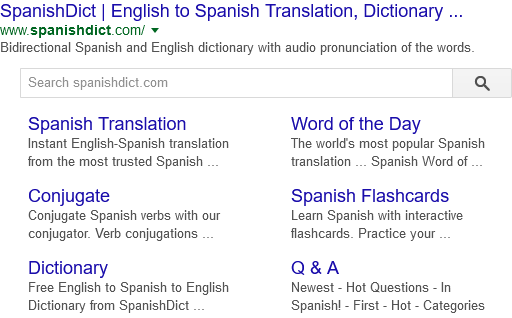 SpanishDict | English to Spanish Translation, Dictionary ...
www.spanishdict.com/
Bidirectional Spanish and English dictionary with audio pronunciation of the words.
Search spanishdict.com
Spanish Translation
Instant English-Spanish translation
from the most trusted Spanish ...
Word of the Day
The world's most popular Spanish
translation ... Spanish Word of ...
Conjugate
Conjugate Spanish verbs with our
conjugator. Verb conjugations ...
Spanish Flashcards
Learn Spanish with interactive
flashcards. Practice your ...
Dictionary
Free English to Spanish to English
Dictionary from SpanishDict ...
Q & A
Newest - Hot Questions - In
Spanish! - First - Hot - Categories